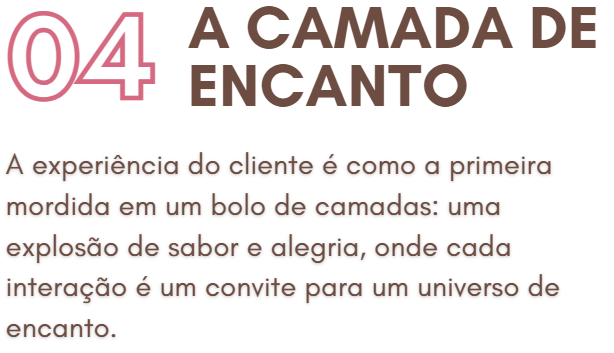 04
A CAMADA DE
ENCANTO
A experiência do cliente é como a primeira
mordida em um bolo de camadas: uma
explosão de sabor e alegria, onde cada
interação é um convite para um universo de
encanto.